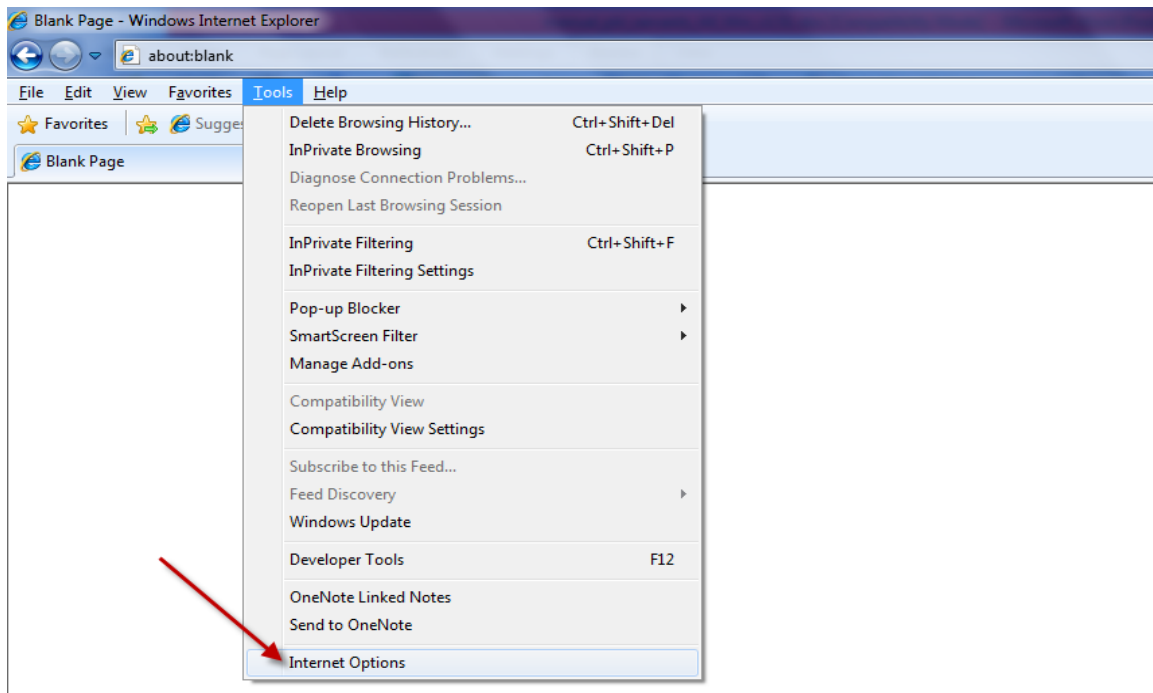 Blank Page - Windows Internet Explorer
about:blank
File Edit View Favorites Tools Help
Favorites
Blank Page
Delete Browsing History... Ctrl+Shift+Del
InPrivate Browsing Ctrl+Shift+P
Diagnose Connection Problems...
Reopen Last Browsing Session
InPrivate Filtering Ctrl+Shift+F
InPrivate Filtering Settings
Pop-up Blocker
SmartScreen Filter
Manage Add-ons
Compatibility View
Compatibility View Settings
Subscribe to this Feed...
Feed Discovery
Windows Update
Developer Tools F12
OneNote Linked Notes
Send to OneNote
Internet Options